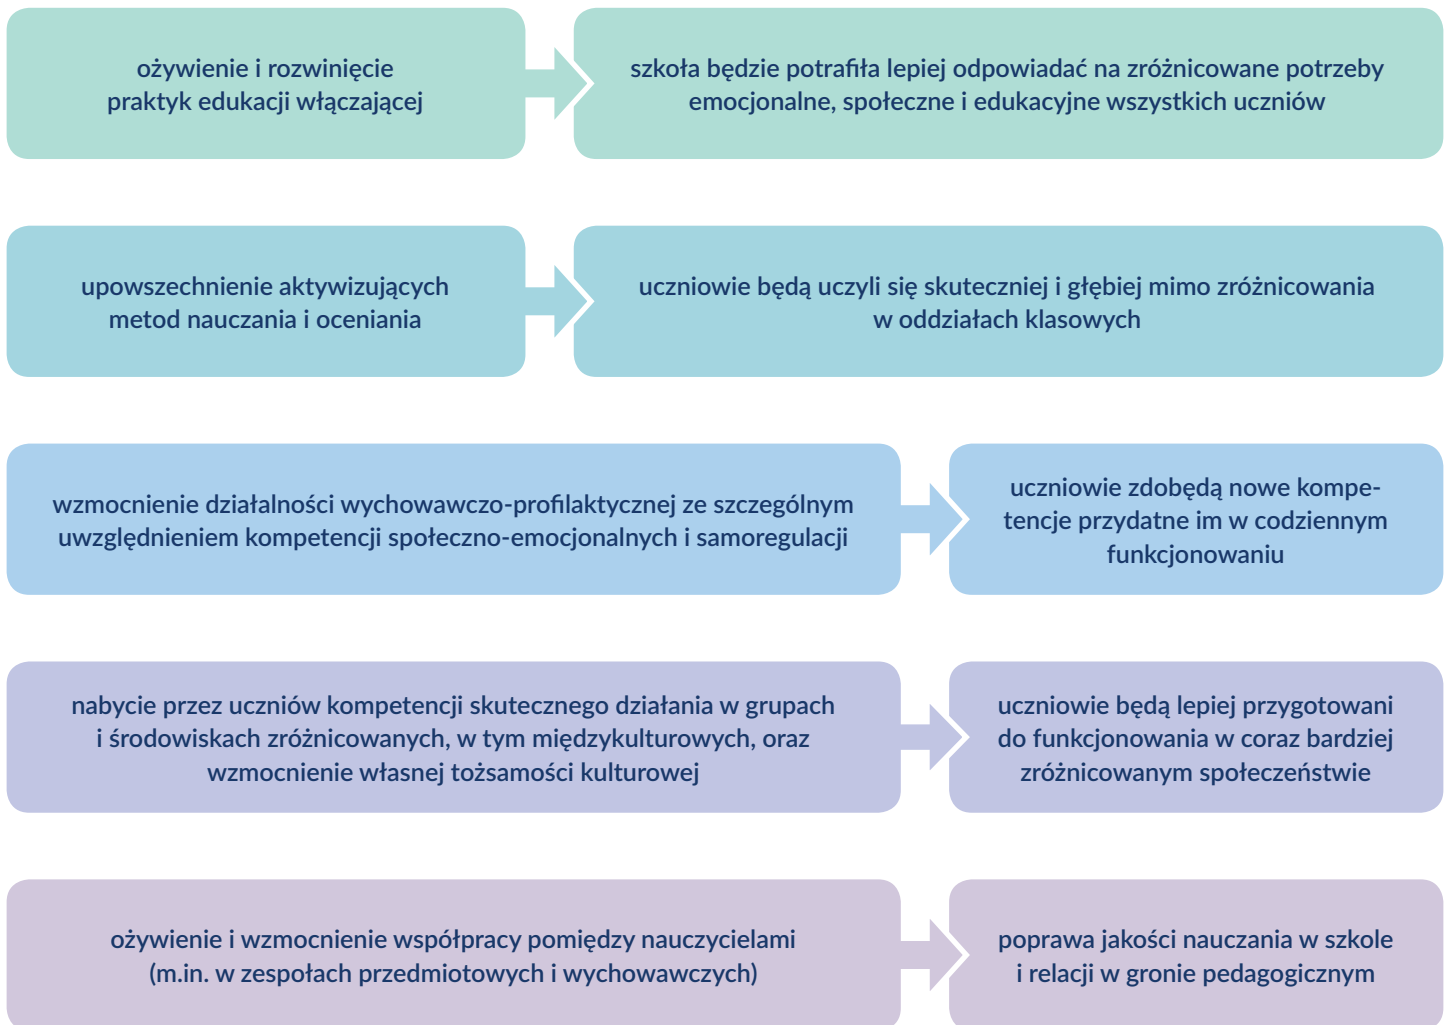 ożywienie i rozwinięcie
praktyk edukacji włączającej
szkoła będzie potrafiła lepiej odpowiadać na zróżnicowane potrzeby
emocjonalne, społeczne i edukacyjne wszystkich uczniów
upowszechnienie aktywizujących
metod nauczania i oceniania
uczniowie będą uczyli się skuteczniej i głębiej mimo zróżnicowania
w oddziałach klasowych
wzmocnienie działalności wychowawczo-profilaktycznej ze szczególnym
uwzględnieniem kompetencji społeczno-emocjonalnych i samoregulacji
uczniowie zdobędą nowe kompe-
tencje przydatne im w codziennym
funkcjonowaniu
nabycie przez uczniów kompetencji skutecznego działania w grupach
i środowiskach zróżnicowanych, w tym międzykulturowych, oraz
wzmocnienie własnej tożsamości kulturowej
uczniowie będą lepiej przygotowani
do funkcjonowania w coraz bardziej
zróżnicowanym społeczeństwie
ożywienie i wzmocnienie współpracy pomiędzy nauczycielami
(m.in. w zespołach przedmiotowych i wychowawczych)
poprawa jakości nauczania w szkole
i relacji w gronie pedagogicznym